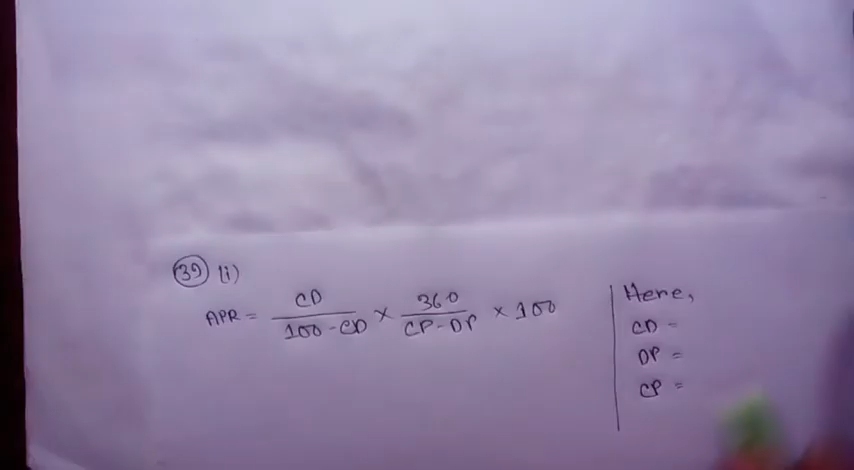 39 (i)
APR = CD / 100 - CD × 360 / CP - DP × 100
Here,
CD =
DP =
CP =